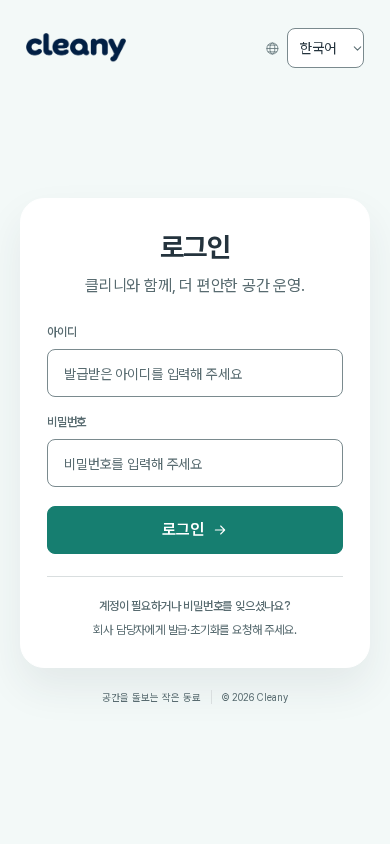 cleany
한국어
로그인
클리니와 함께, 더 편안한 공간 운영.
아이디
발급받은 아이디를 입력해 주세요
비밀번호
비밀번호를 입력해 주세요
로그인 →
계정이 필요하거나 비밀번호를 잊으셨나요?
회사 담당자에게 발급·초기화를 요청해 주세요.
공간을 돌보는 작은 동료 | © 2026 Cleany